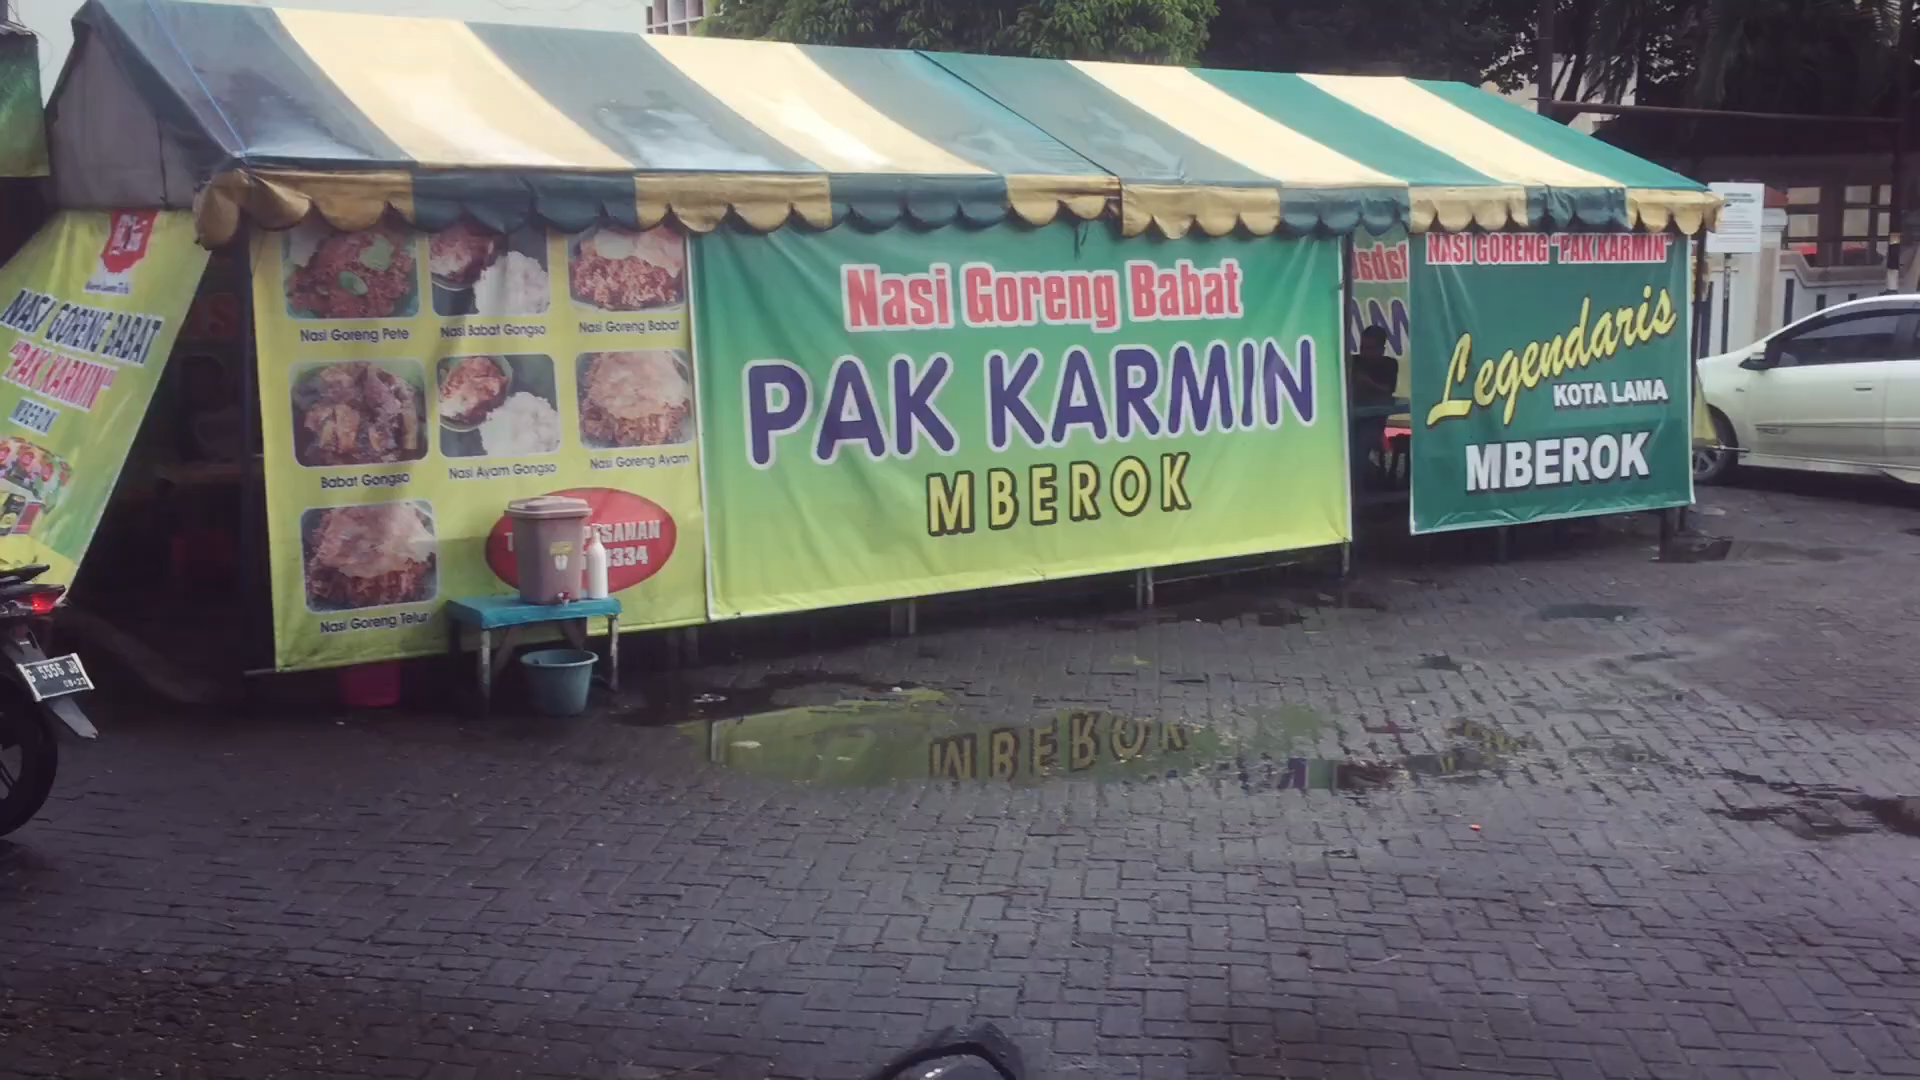 NASI GORENG BABAT
"PAK KARMIN"
MBEROK
Nasi Goreng Pete
Nasi Babat Gongso
Nasi Goreng Babat
Babat Gongso
Nasi Ayam Gongso
Nasi Goreng Ayam
Nasi Goreng Telur
Nasi Goreng Babat
PAK KARMIN
MBEROK
NASI GORENG "PAK KARMIN"
Legendaris
KOTA LAMA
MBEROK
G 5556 JB
MBEROK